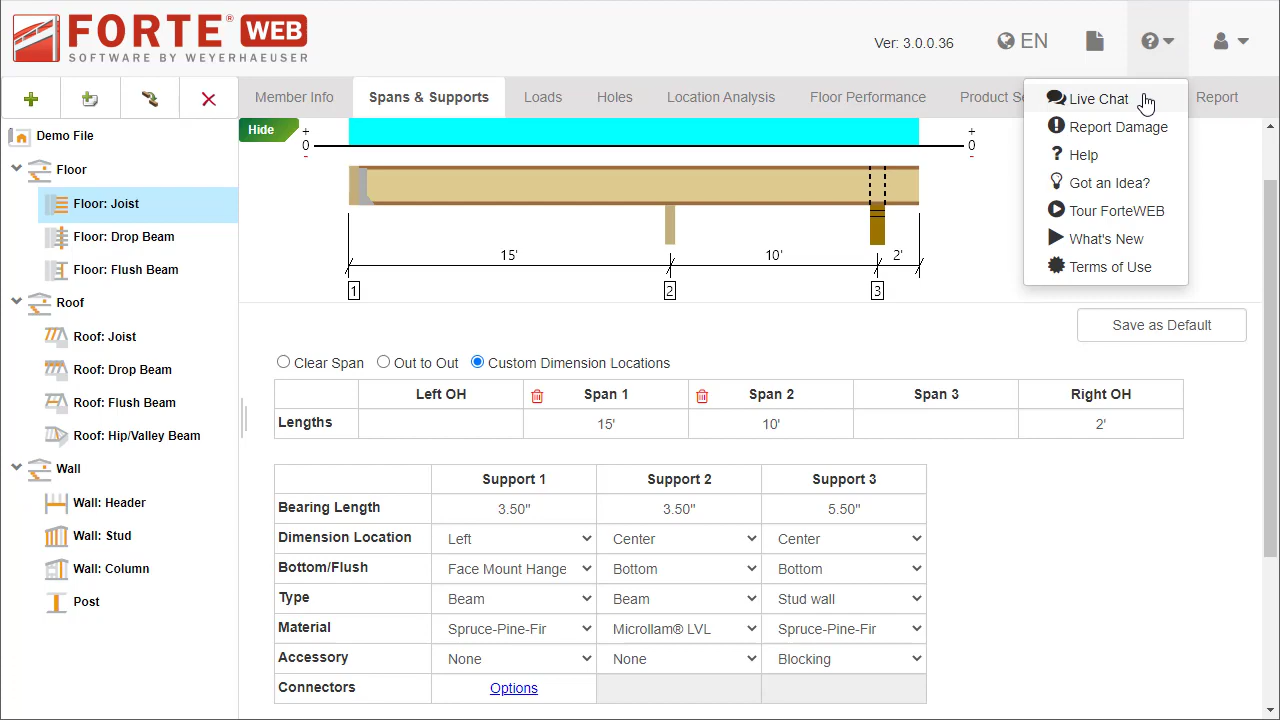 FORTE® WEB
SOFTWARE BY WEYERHAEUSER
Ver: 3.0.0.36
EN
Member Info
Spans & Supports
Loads
Holes
Location Analysis
Floor Performance
Product Se
Report
Live Chat
Report Damage
Help
Got an Idea?
Tour ForteWEB
What's New
Terms of Use
Demo File
Floor
Floor: Joist
Floor: Drop Beam
Floor: Flush Beam
Roof
Roof: Joist
Roof: Drop Beam
Roof: Flush Beam
Roof: Hip/Valley Beam
Wall
Wall: Header
Wall: Stud
Wall: Column
Post
Hide
+ +
0 0
- -
15' 10' 2'
1 2 3
Save as Default
Clear Span Out to Out Custom Dimension Locations
Left OH Span 1 Span 2 Span 3 Right OH
Lengths 15' 10' 2'
Support 1 Support 2 Support 3
Bearing Length 3.50" 3.50" 5.50"
Dimension Location Left Center Center
Bottom/Flush Face Mount Hange Bottom Bottom
Type Beam Beam Stud wall
Material Spruce-Pine-Fir Microllam® LVL Spruce-Pine-Fir
Accessory None None Blocking
Connectors Options